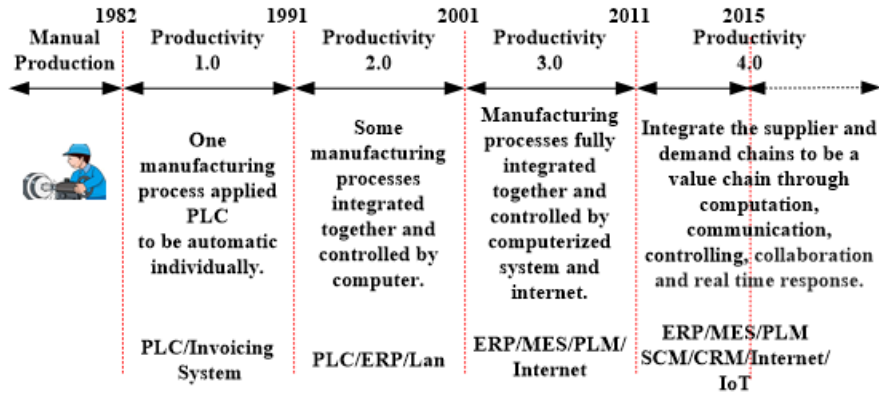 1982 1991 2001 2011 2015
Manual
Production
Productivity
1.0
Productivity
2.0
Productivity
3.0
Productivity
4.0
One
manufacturing
process applied
PLC
to be automatic
individually.
Some
manufacturing
processes
integrated
together and
controlled by
computer.
Manufacturing
processes fully
integrated
together and
controlled by
computerized
system and
internet.
Integrate the supplier and
demand chains to be a
value chain through
computation,
communication,
controlling, collaboration
and real time response.
PLC/Invoicing
System
PLC/ERP/Lan
ERP/MES/PLM/
Internet
ERP/MES/PLM
SCM/CRM/Internet/
IoT